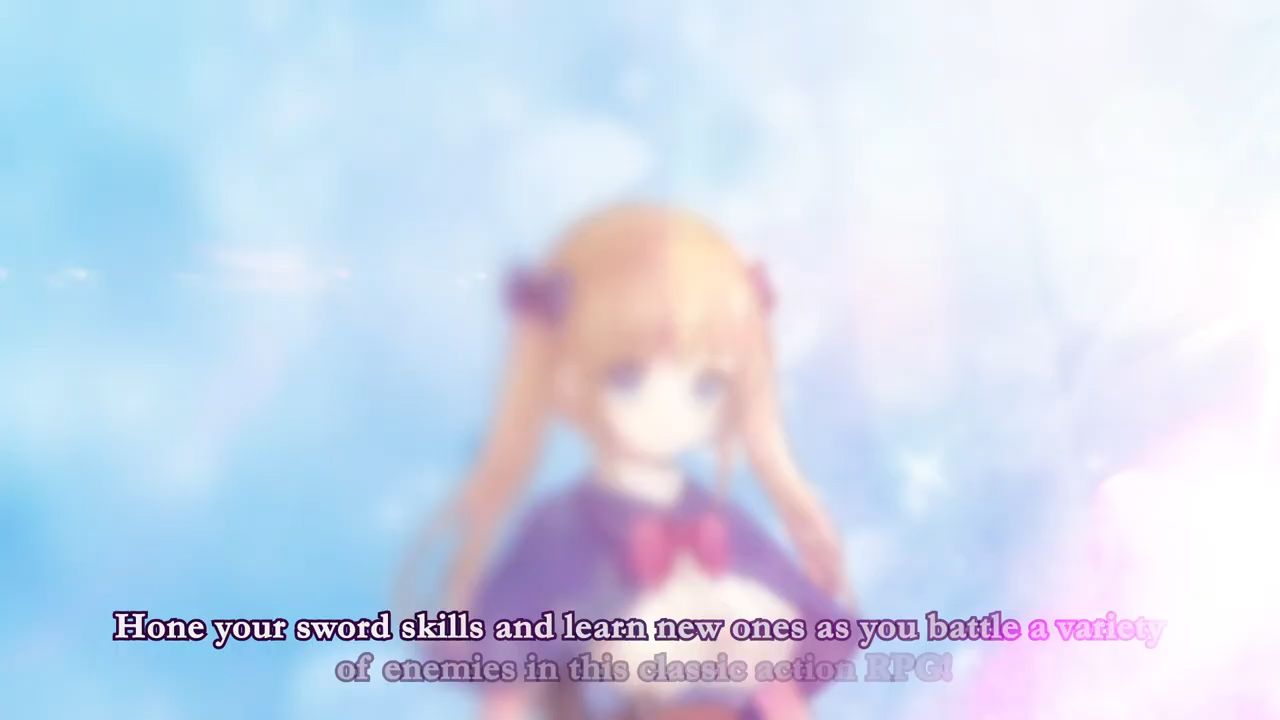 Hone your sword skills and learn new ones as you battle a variety
of enemies in this classic action RPG!